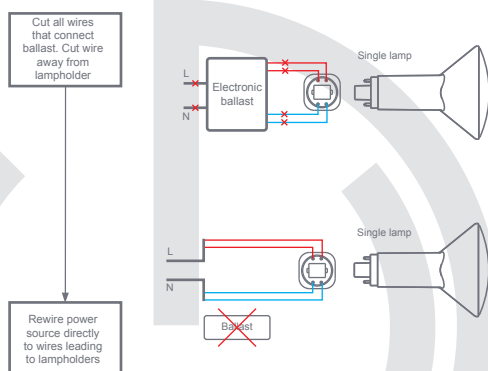 Cut all wires
that connect
ballast. Cut wire
away from
lampholder
L
N
Electronic
ballast
Single lamp
L
N
Single lamp
Ballast
Rewire power
source directly
to wires leading
to lampholders